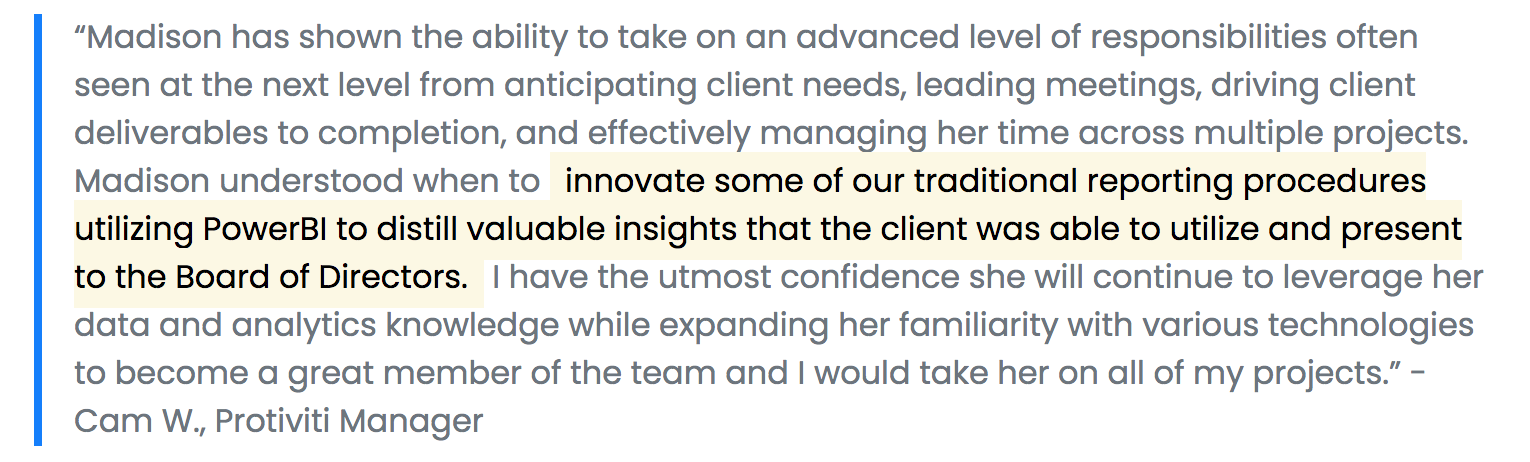 “Madison has shown the ability to take on an advanced level of responsibilities often
seen at the next level from anticipating client needs, leading meetings, driving client
deliverables to completion, and effectively managing her time across multiple projects.
Madison understood when to innovate some of our traditional reporting procedures
utilizing PowerBI to distill valuable insights that the client was able to utilize and present
to the Board of Directors. I have the utmost confidence she will continue to leverage her
data and analytics knowledge while expanding her familiarity with various technologies
to become a great member of the team and I would take her on all of my projects.” -
Cam W., Protiviti Manager